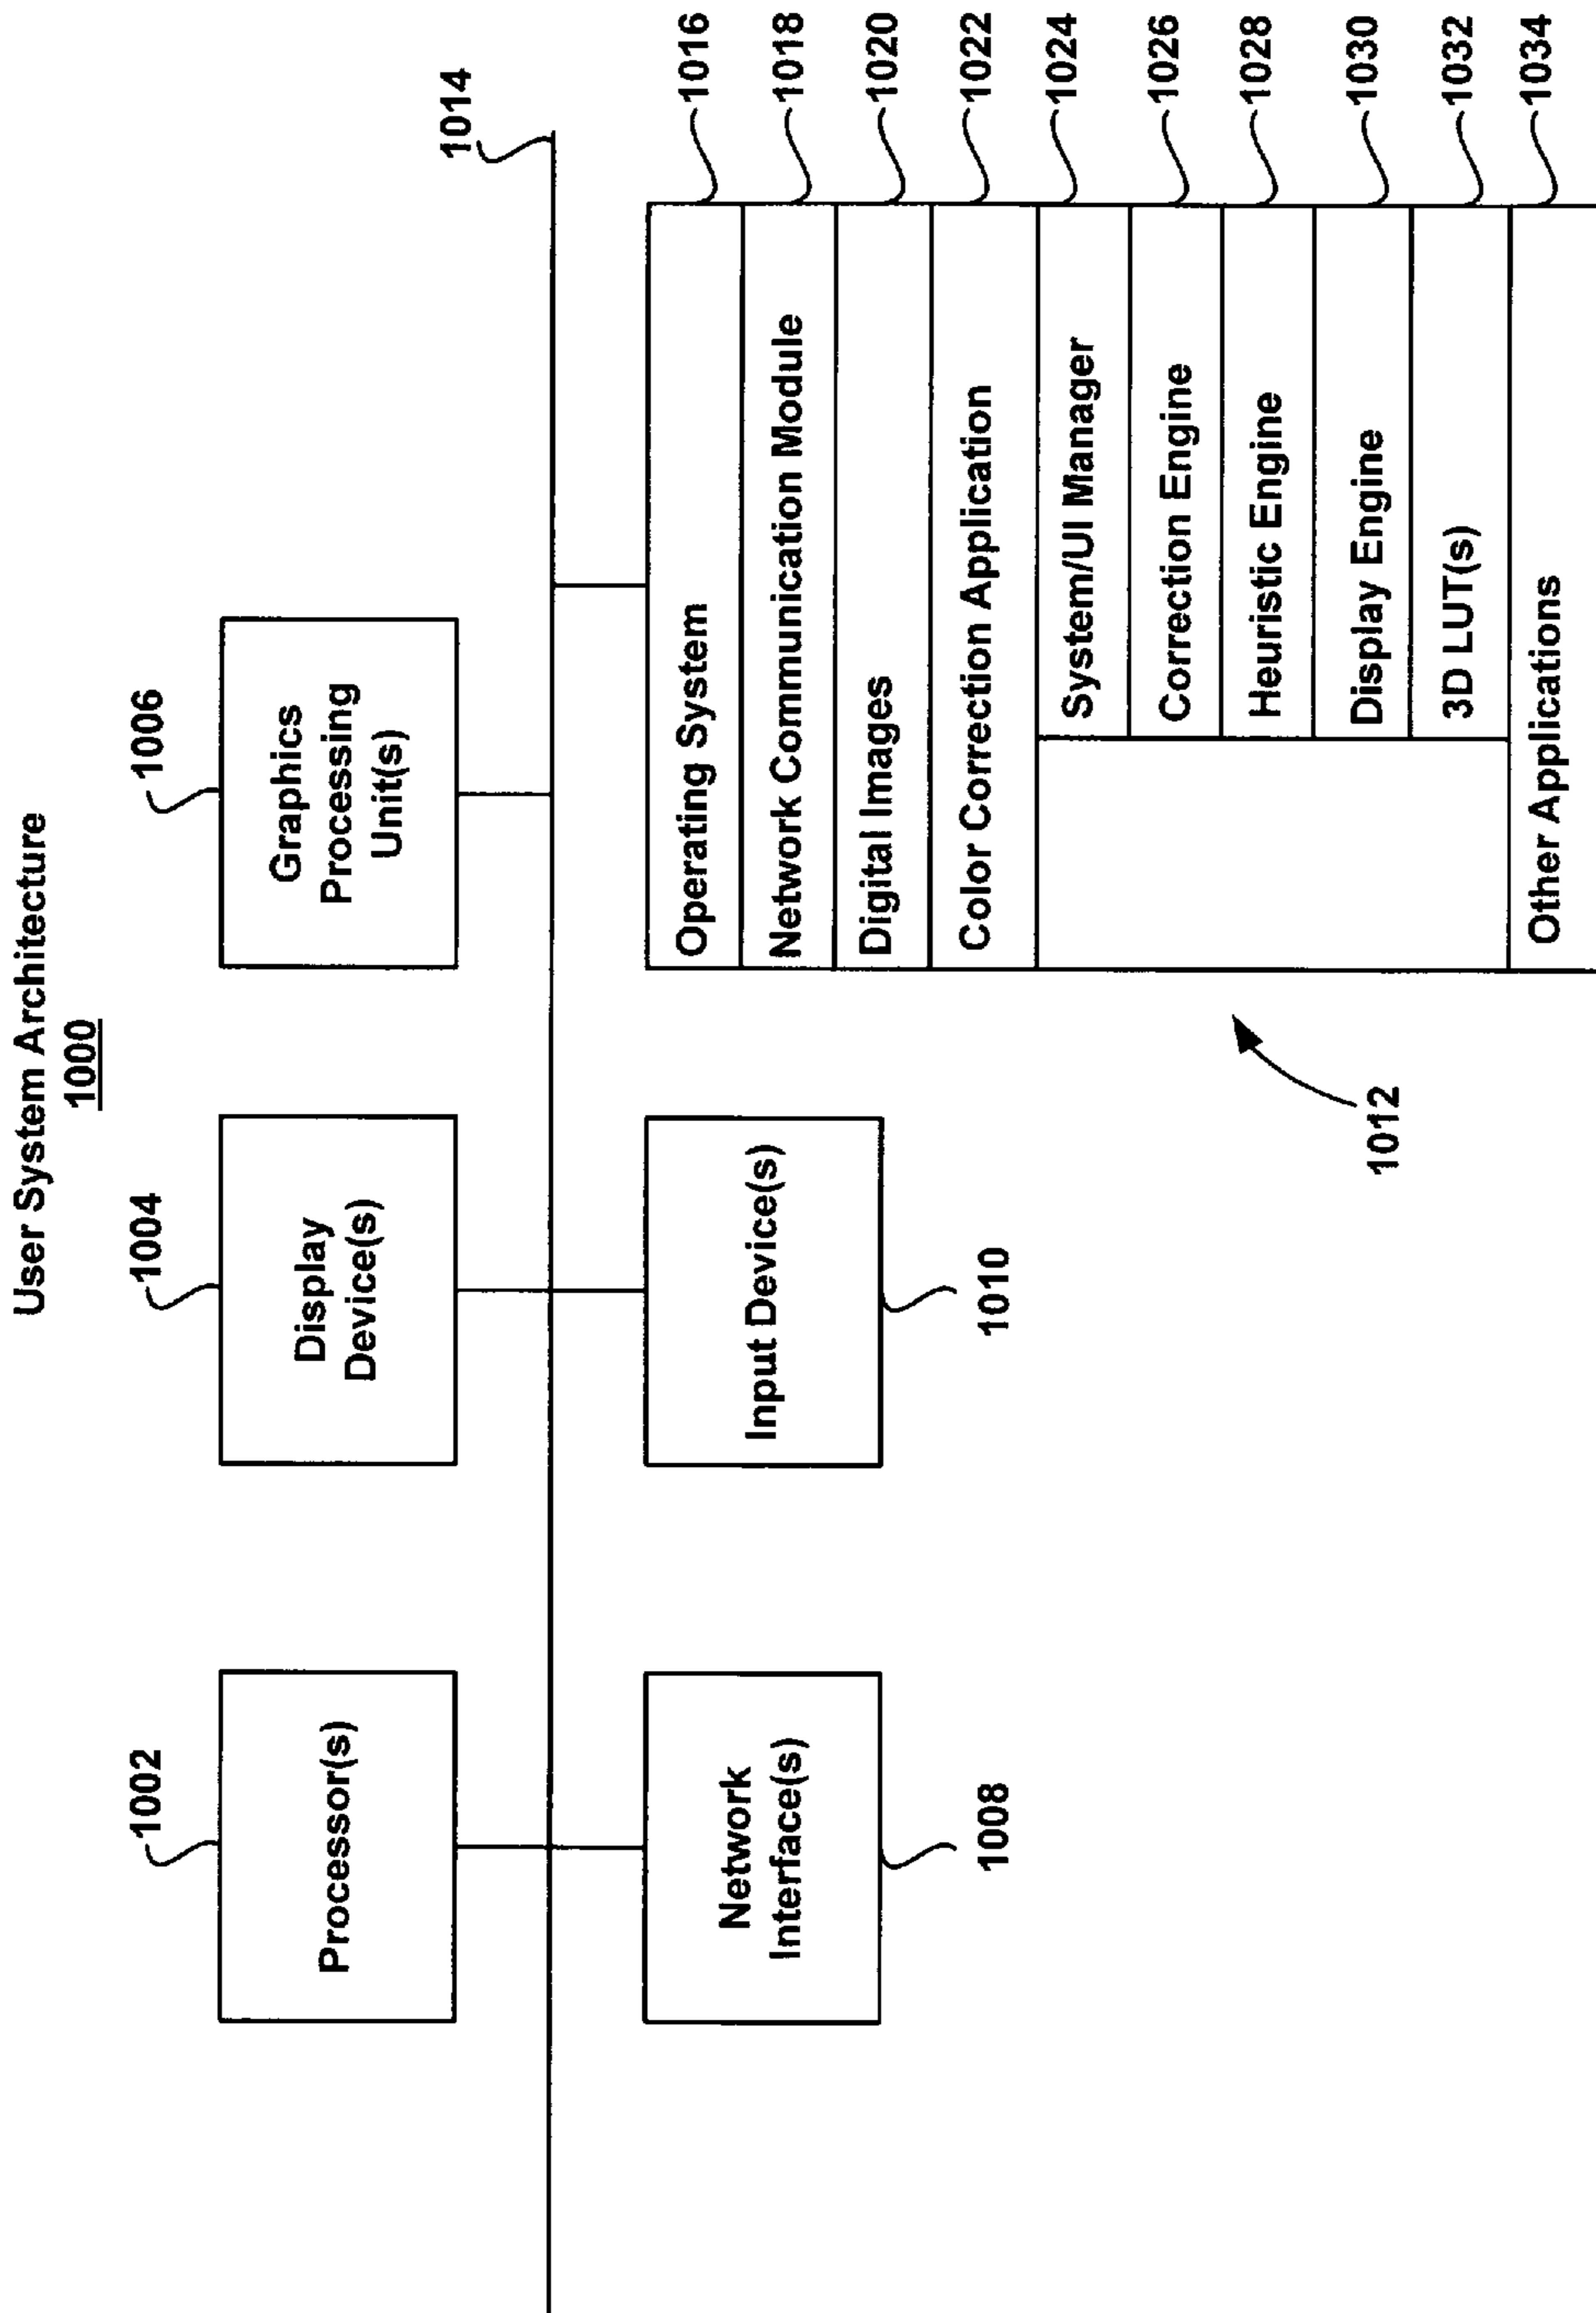 User System Architecture
1000
1002
1004
1006
Processor(s)
Display
Device(s)
Graphics
Processing
Unit(s)
1014
Network
Interface(s)
Input Device(s)
1008
1010
1012
Operating System
1016
Network Communication Module
1018
Digital Images
1020
Color Correction Application
1022
System/UI Manager
1024
Correction Engine
1026
Heuristic Engine
1028
Display Engine
1030
3D LUT(s)
1032
Other Applications
1034